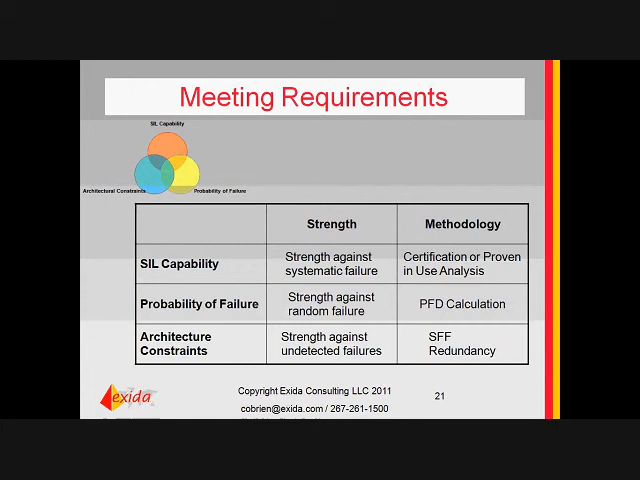 Meeting Requirements
SIL Capability
Architectural Constraints
Probability of Failure
Strength
Methodology
SIL Capability
Strength against
systematic failure
Certification or Proven
in Use Analysis
Probability of Failure
Strength against
random failure
PFD Calculation
Architecture
Constraints
Strength against
undetected failures
SFF
Redundancy
exida
Copyright Exida Consulting LLC 2011
cobrien@exida.com / 267-261-1500
21